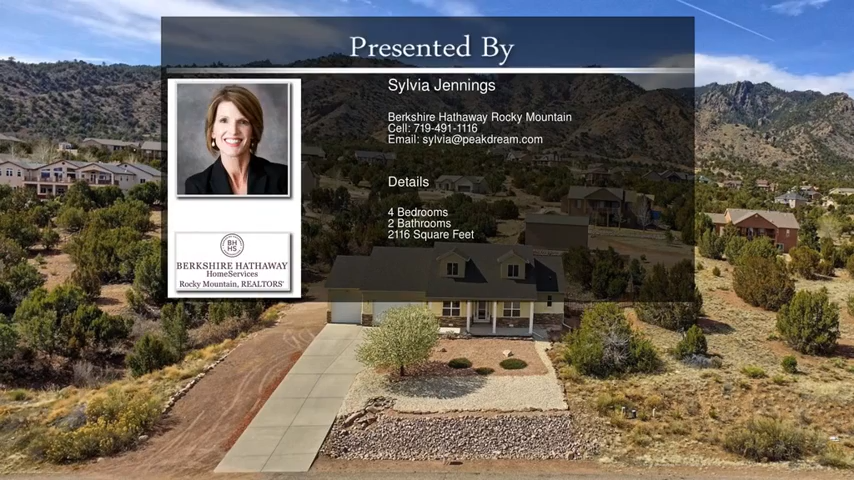 Presented By
Sylvia Jennings
Berkshire Hathaway Rocky Mountain
Cell: 719-491-1116
Email: sylvia@peakdream.com
Details
4 Bedrooms
2 Bathrooms
2116 Square Feet
BH
HS
BERKSHIRE HATHAWAY
HomeServices
Rocky Mountain, REALTORS®